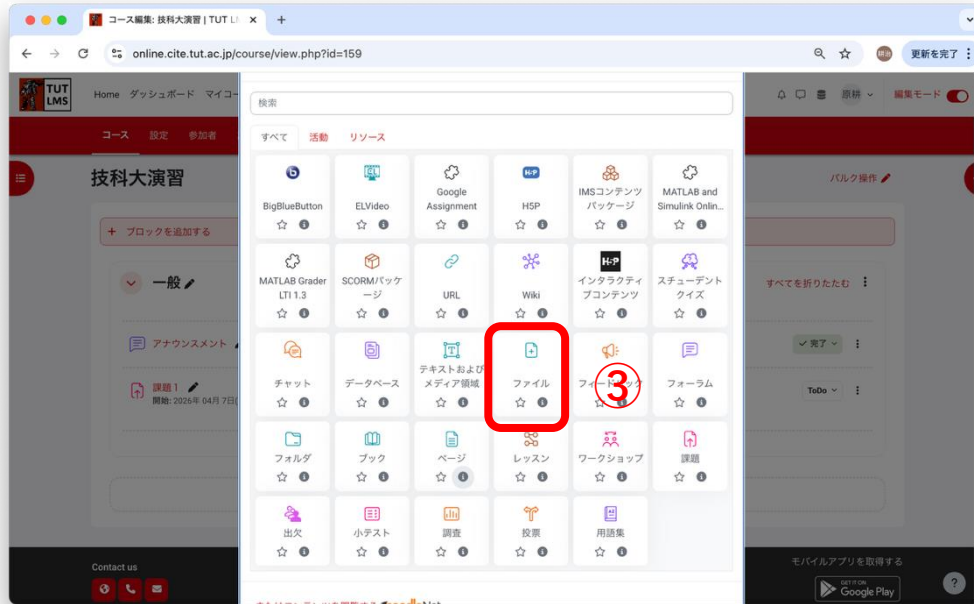 コース編集: 技科大演習 | TUT L
online.cite.tut.ac.jp/course/view.php?id=159
更新を完了
TUT LMS
Home ダッシュボード マイコー
原耕
編集モード
コース 設定 参加者
検索
すべて 活動 リソース
技科大演習
バルク操作
BigBlueButton
ELVideo
Google Assignment
H5P
H5P
IMSコンテンツパッケージ
MATLAB and Simulink Onlin...
+ ブロックを追加する
一般
すべてを折りたたむ
MATLAB Grader LTI 1.3
SCORMパッケージ
URL
Wiki
H5P
インタラクティブコンテンツ
スチューデントクイズ
アナウンスメント
完了
チャット
データベース
テキストおよびメディア領域
ファイル
③
フォーラム
課題 1
開始: 2026年 04月 7日(
ToDo
フォルダ
ブック
ページ
レッスン
ワークショップ
課題
出欠
小テスト
調査
投票
用語集
Contact us
モバイルアプリを取得する
GET IT ON
Google Play
?